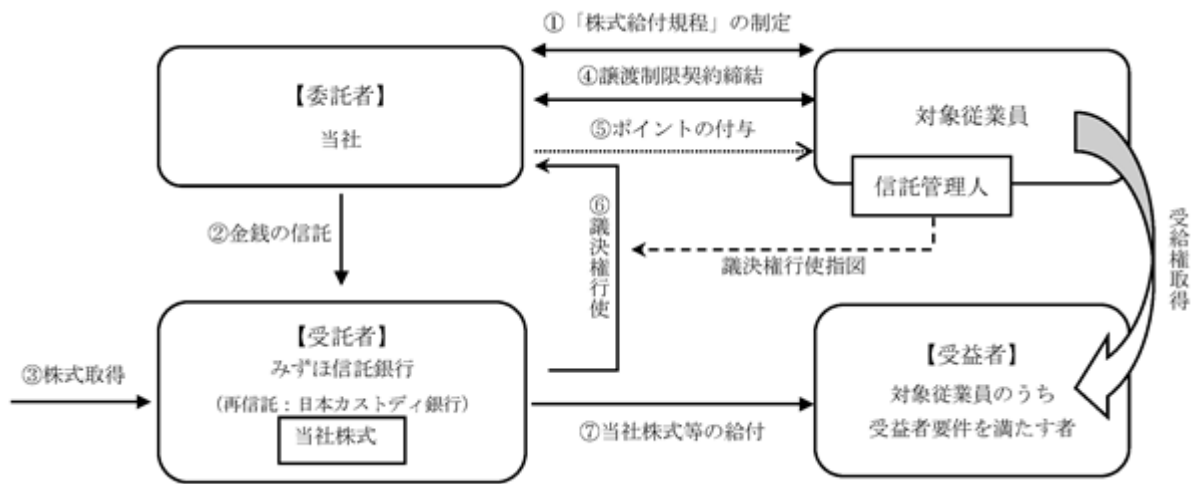 ①「株式給付規程」の制定
【委託者】
当社
④譲渡制限契約締結
⑤ポイントの付与
対象従業員
信託管理人
②金銭の信託
⑥議決権行使
議決権行使指図
受給権取得
③株式取得
【受託者】
みずほ信託銀行
(再信託:日本カストディ銀行)
当社株式
⑦当社株式等の給付
【受益者】
対象従業員のうち
受益者要件を満たす者